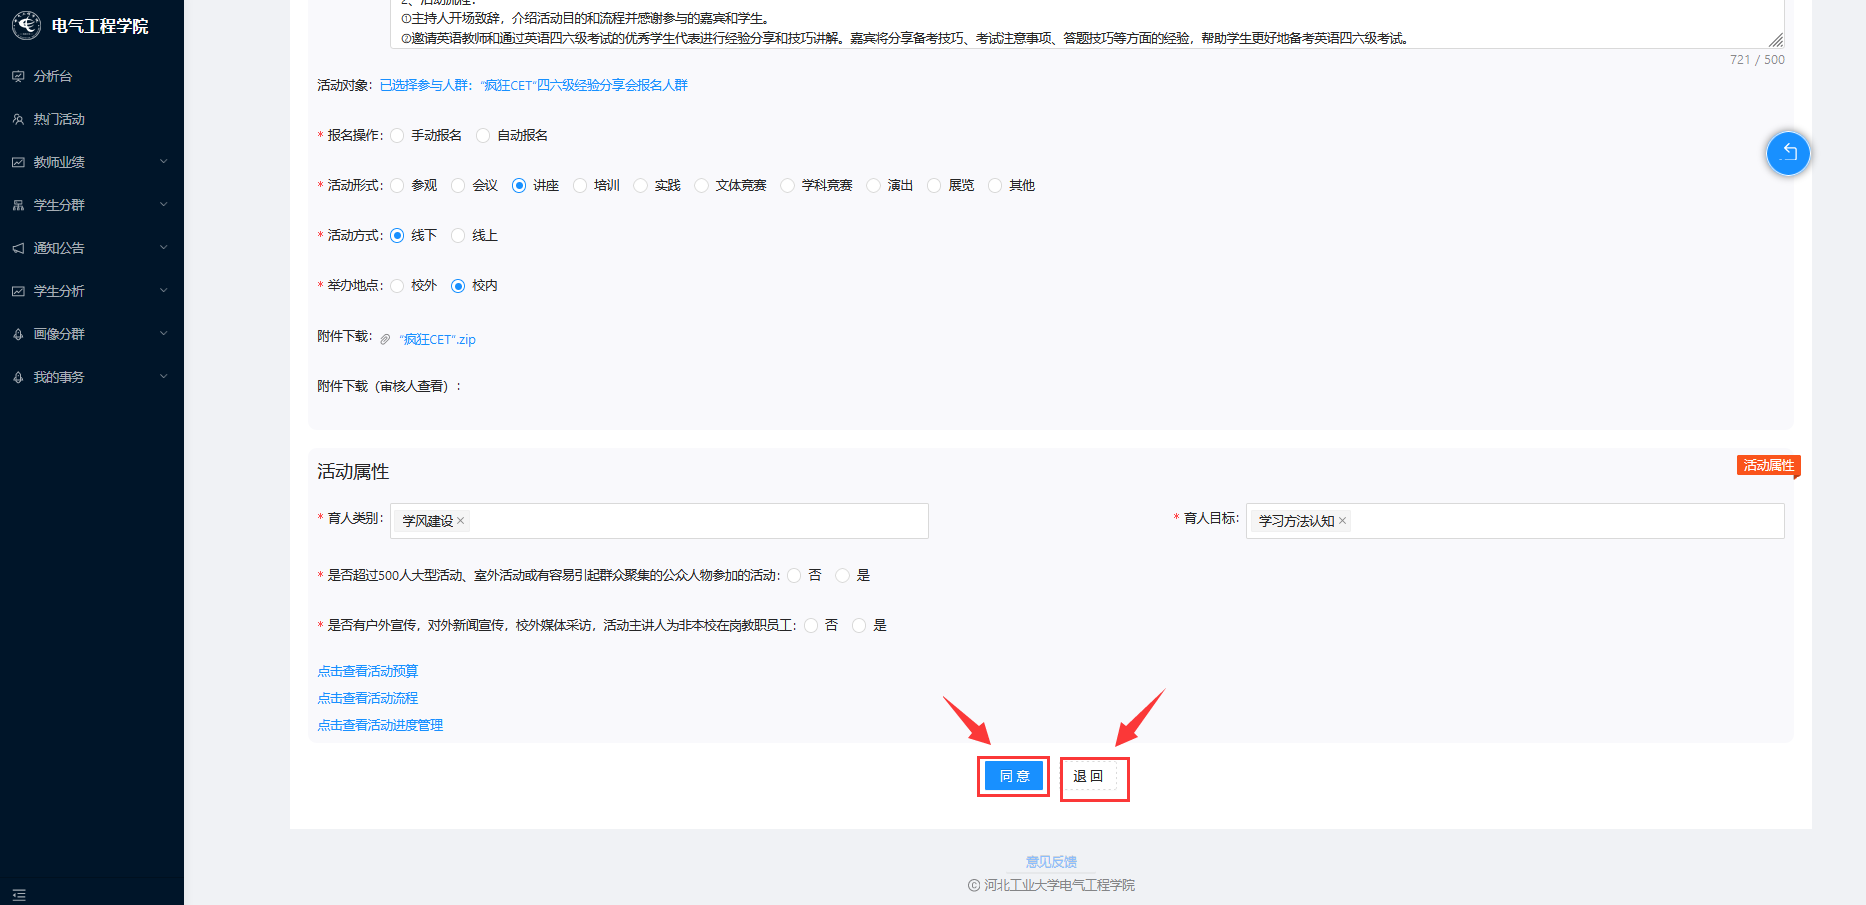 电气工程学院
分析台
热门活动
教师业绩
学生分群
通知公告
学生分析
画像分群
我的事务
2、活动流程：
①主持人开场致辞，介绍活动目的和流程并感谢参与的嘉宾和学生。
②邀请英语教师和通过英语四六级考试的优秀学生代表进行经验分享和技巧讲解。嘉宾将分享备考技巧、考试注意事项、答题技巧等方面的经验，帮助学生更好地备考英语四六级考试。
721 / 500
活动对象：已选择参与人群：“疯狂CET”四六级经验分享会报名人群
* 报名操作： 手动报名 自动报名
* 活动形式： 参观 会议 讲座 培训 实践 文体竞赛 学科竞赛 演出 展览 其他
* 活动方式： 线下 线上
* 举办地点： 校外 校内
附件下载： “疯狂CET”.zip
附件下载（审核人查看）：
活动属性
活动属性
* 育人类别： 学风建设 ×
* 育人目标： 学习方法认知 ×
* 是否超过500人大型活动、室外活动或有容易引起群众聚集的公众人物参加的活动： 否 是
* 是否有户外宣传，对外新闻宣传，校外媒体采访，活动主讲人为非本校在岗教职员工： 否 是
点击查看活动预算
点击查看活动流程
点击查看活动进度管理
同 意 退 回
意见反馈
© 河北工业大学电气工程学院